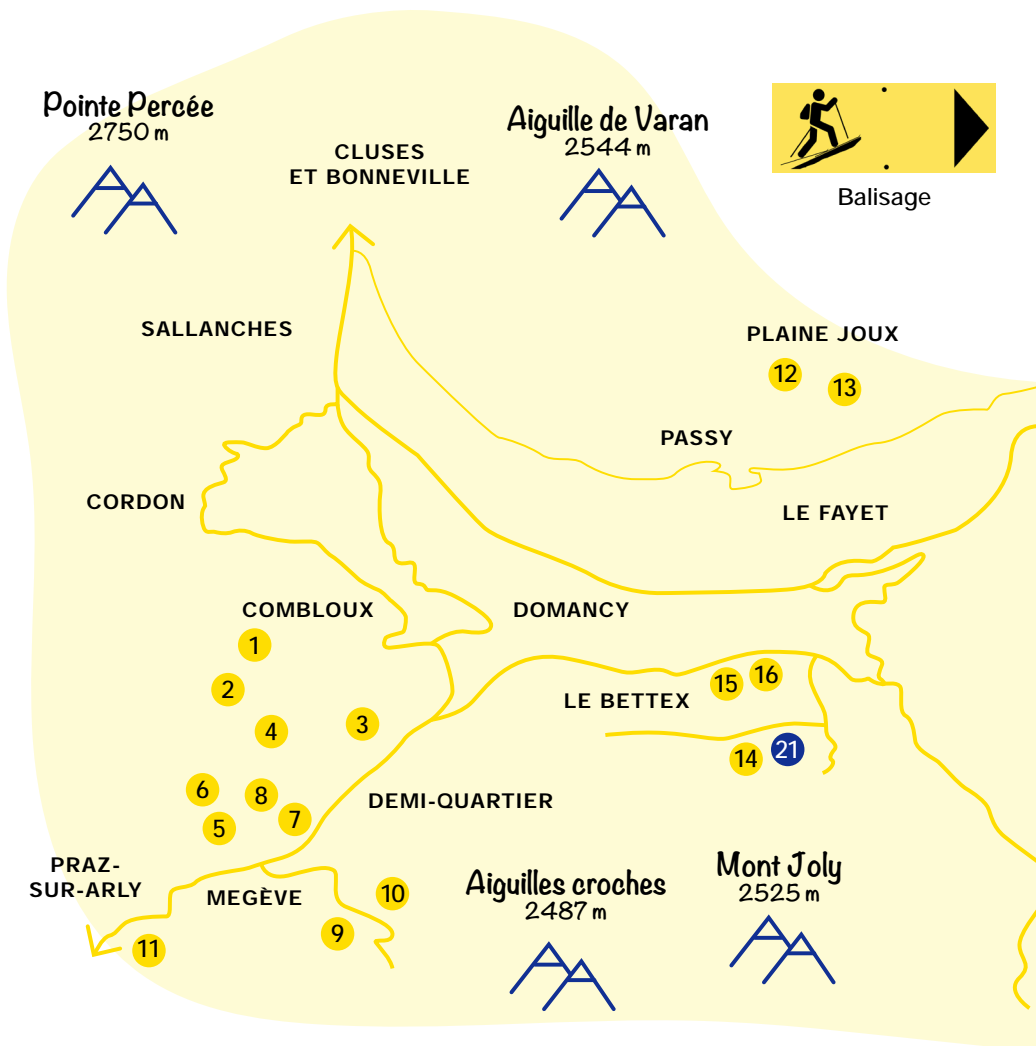 Pointe Percée
2750 m
CLUSES
ET BONNEVILLE
Aiguille de Varan
2544 m
Balisage
SALLANCHES
PLAINE JOUX
12
13
PASSY
CORDON
LE FAYET
COMBLOUX
DOMANCY
1
2
4
3
LE BETTEX
15
16
14
21
6
8
5
7
DEMI-QUARTIER
PRAZ-
SUR-ARLY
MEGÈVE
10
9
11
Aiguilles croches
2487 m
Mont Joly
2525 m